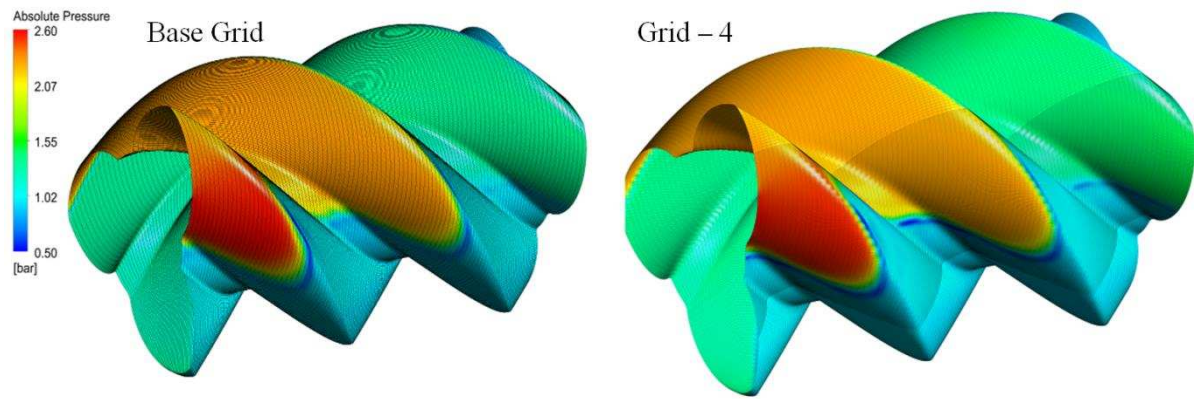 Absolute Pressure
2.60
2.07
1.55
1.02
0.50
[bar]
Base Grid
Grid – 4